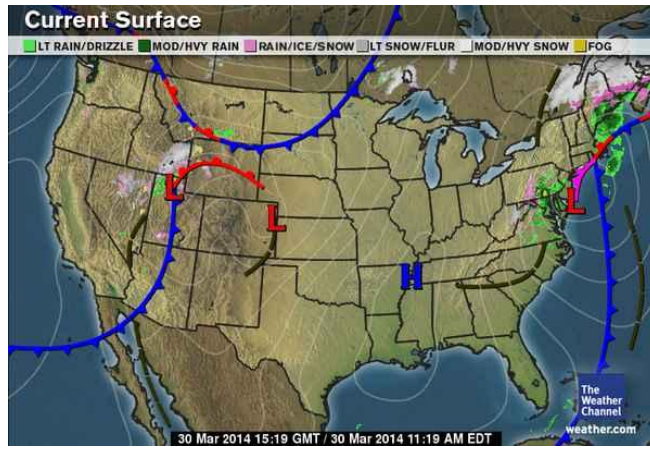 Current Surface
LT RAIN/DRIZZLE MOD/HVY RAIN RAIN/ICE/SNOW LT SNOW/FLUR MOD/HVY SNOW FOG
L
L
L
H
The
Weather
Channel
weather.com
30 Mar 2014 15:19 GMT / 30 Mar 2014 11:19 AM EDT